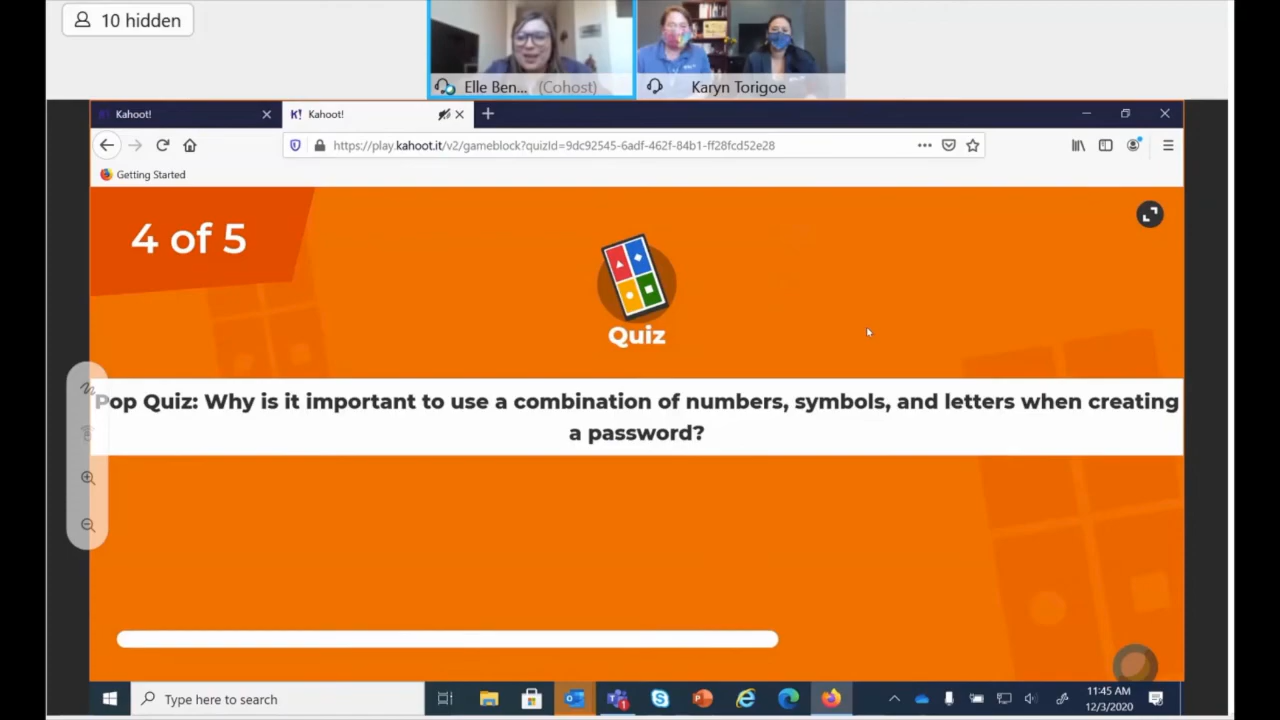 10 hidden
Elle Ben... (Cohost)
Karyn Torigoe
K! Kahoot!
K! Kahoot!
https://play.kahoot.it/v2/gameblock?quizId=9dc92545-6adf-462f-84b1-ff28fcd52e28
Getting Started
4 of 5
Quiz
Pop Quiz: Why is it important to use a combination of numbers, symbols, and letters when creating
a password?
Type here to search
11:45 AM
12/3/2020